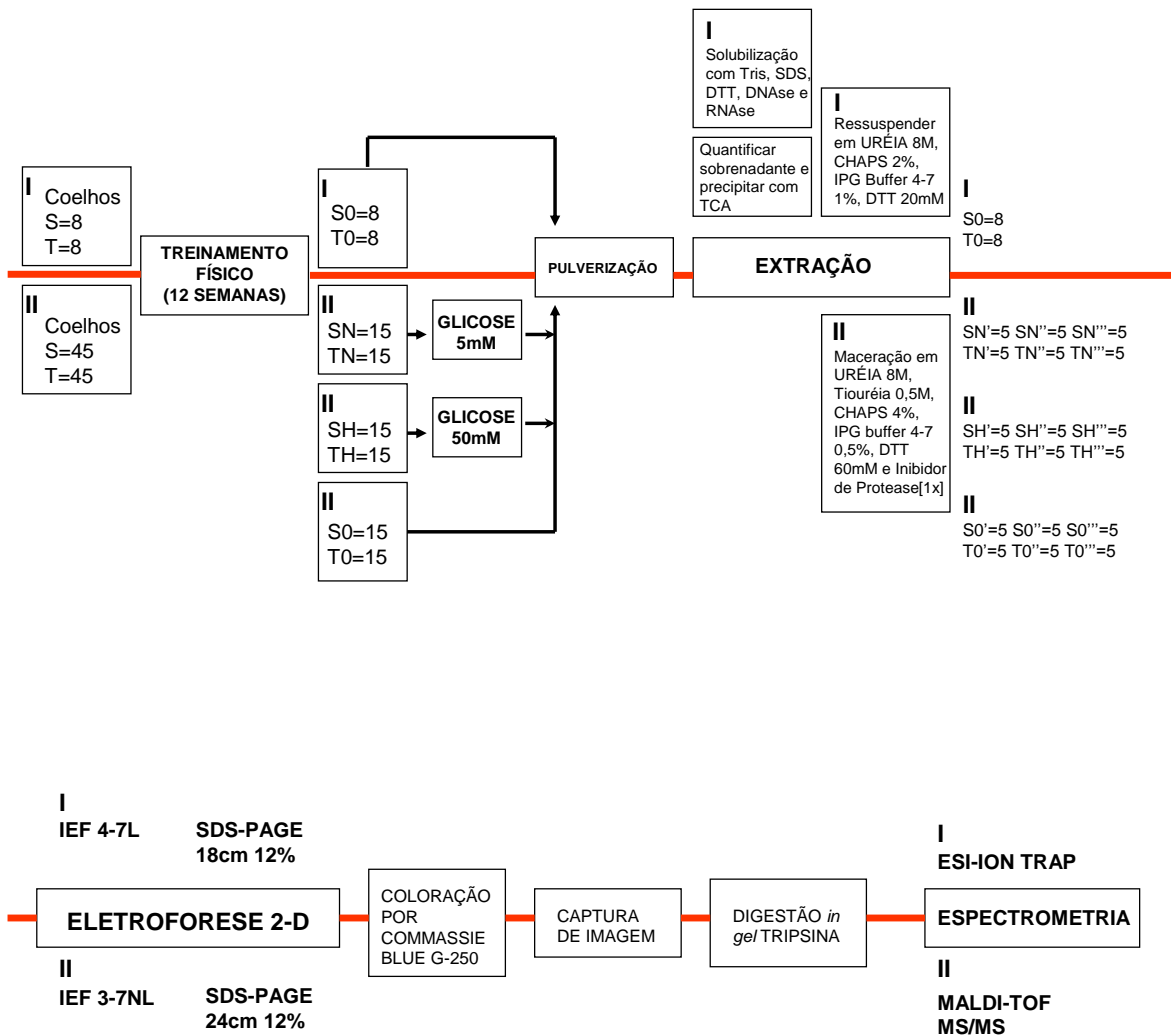 I
Coelhos
S=8
T=8
II
Coelhos
S=45
T=45
TREINAMENTO
FÍSICO
(12 SEMANAS)
I
S0=8
T0=8
II
SN=15
TN=15
GLICOSE
5mM
II
SH=15
TH=15
GLICOSE
50mM
II
S0=15
T0=15
PULVERIZAÇÃO
I
Solubilização
com Tris, SDS,
DTT, DNAse e
RNAse
Quantificar
sobrenadante e
precipitar com
TCA
I
Ressuspender
em URÉIA 8M,
CHAPS 2%,
IPG Buffer 4-7
1%, DTT 20mM
EXTRAÇÃO
II
Maceração em
URÉIA 8M,
Tiouréia 0,5M,
CHAPS 4%,
IPG buffer 4-7
0,5%, DTT
60mM e Inibidor
de Protease[1x]
I
S0=8
T0=8
II
SN’=5 SN’’=5 SN’’’=5
TN’=5 TN’’=5 TN’’’=5
II
SH’=5 SH’’=5 SH’’’=5
TH’=5 TH’’=5 TH’’’=5
II
S0’=5 S0’’=5 S0’’’=5
T0’=5 T0’’=5 T0’’’=5
I
IEF 4-7L
SDS-PAGE
18cm 12%
ELETROFORESE 2-D
II
IEF 3-7NL
SDS-PAGE
24cm 12%
COLORAÇÃO
POR
COMMASSIE
BLUE G-250
CAPTURA
DE IMAGEM
DIGESTÃO in
gel TRIPSINA
I
ESI-ION TRAP
ESPECTROMETRIA
II
MALDI-TOF
MS/MS